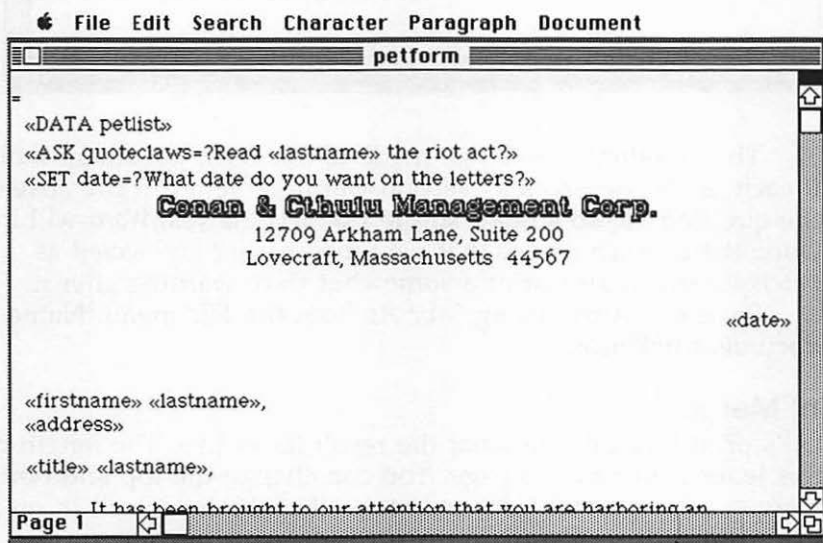 File Edit Search Character Paragraph Document
petform
«DATA petlist»
«ASK quoteclaws=?Read «lastname» the riot act?»
«SET date=?What date do you want on the letters?»
Conan & Cthulu Management Corp.
12709 Arkham Lane, Suite 200
Lovecraft, Massachusetts 44567
«date»
«firstname» «lastname»,
«address»
«title» «lastname»,
It has been brought to our attention that you are harboring an
Page 1